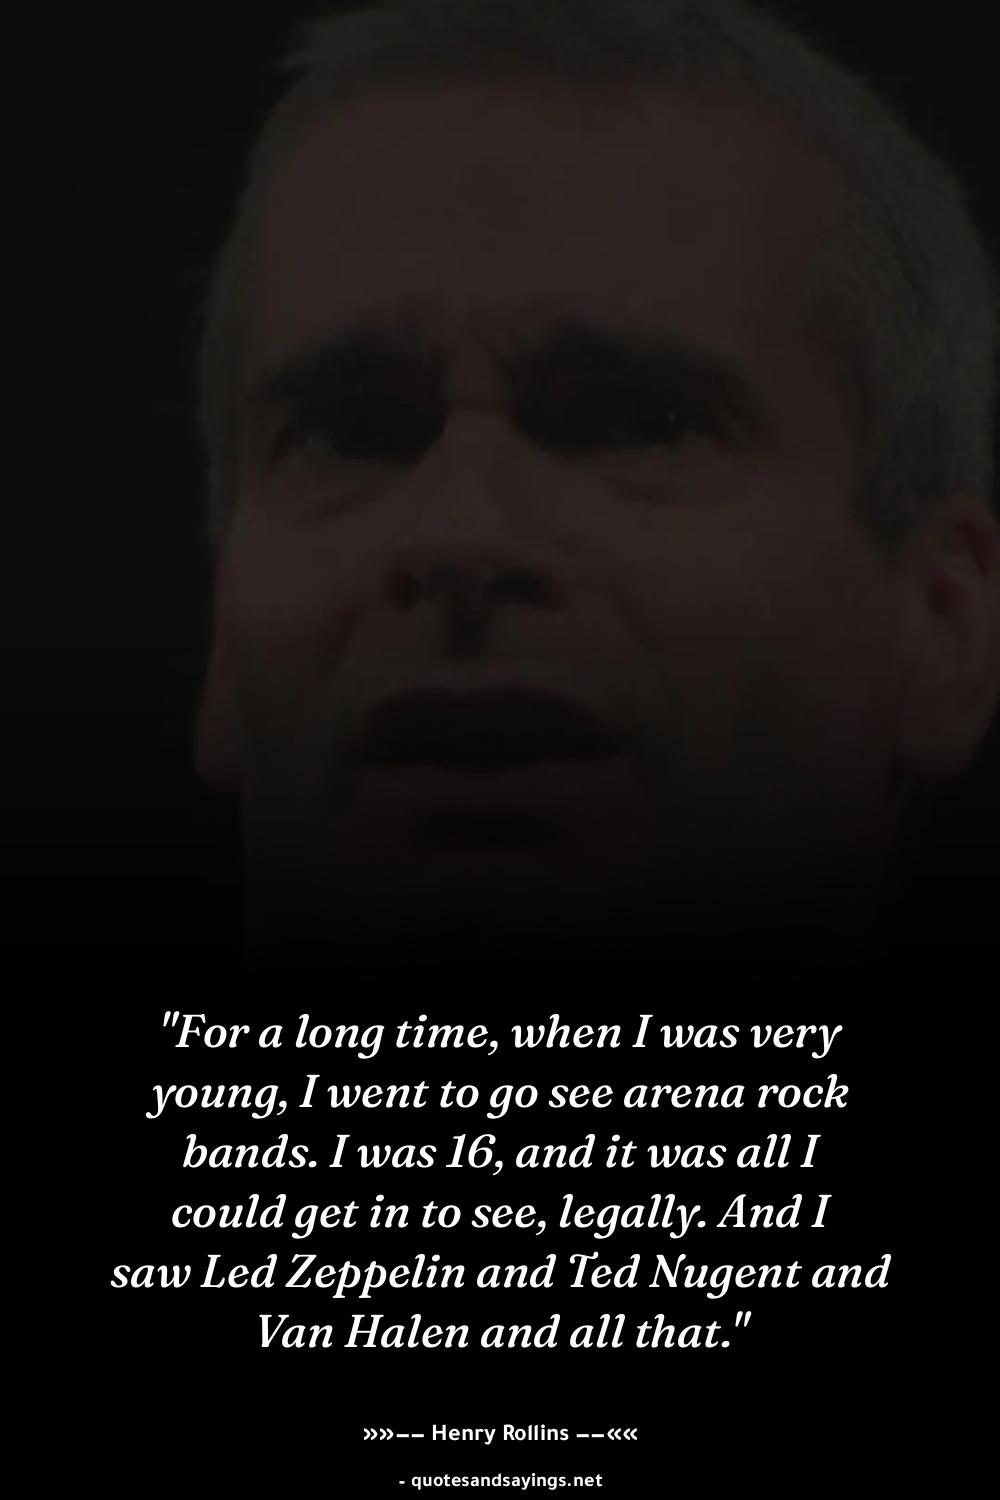 "For a long time, when I was very
young, I went to go see arena rock
bands. I was 16, and it was all I
could get in to see, legally. And I
saw Led Zeppelin and Ted Nugent and
Van Halen and all that."
»»–– Henry Rollins ––««
- quotesandsayings.net